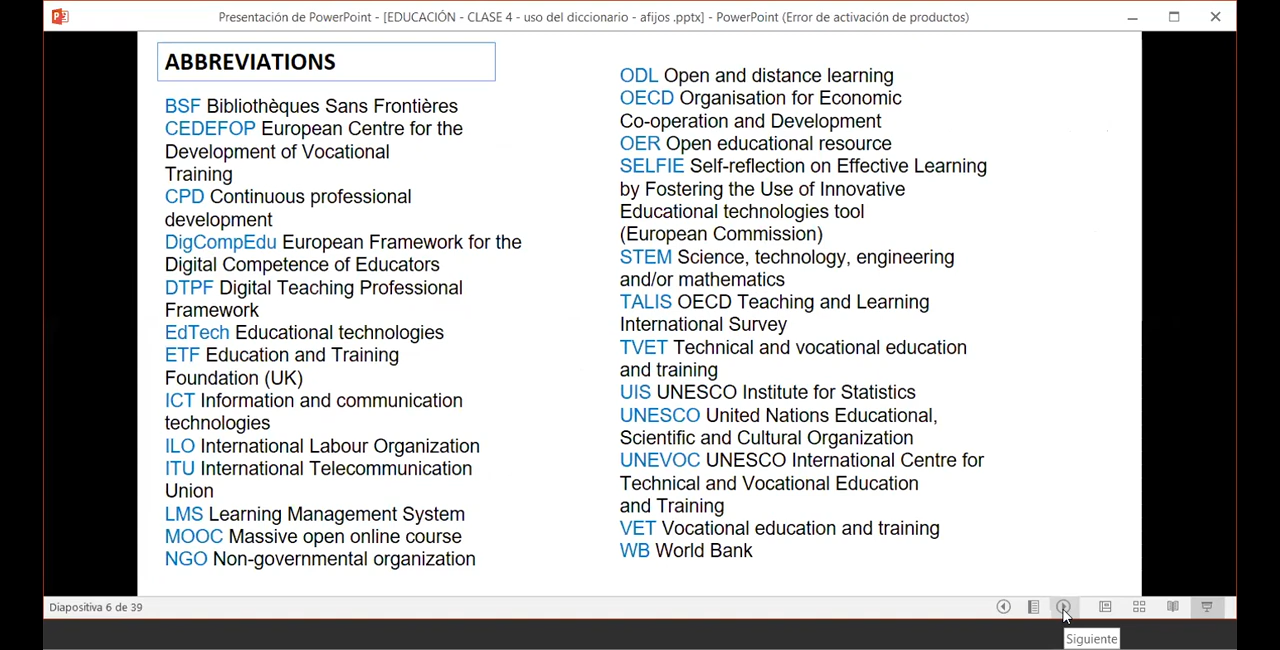 Presentación de PowerPoint - [EDUCACIÓN - CLASE 4 - uso del diccionario - afijos .pptx] - PowerPoint (Error de activación de productos)
ABBREVIATIONS
BSF Bibliothèques Sans Frontières
CEDEFOP European Centre for the
Development of Vocational
Training
CPD Continuous professional
development
DigCompEdu European Framework for the
Digital Competence of Educators
DTPF Digital Teaching Professional
Framework
EdTech Educational technologies
ETF Education and Training
Foundation (UK)
ICT Information and communication
technologies
ILO International Labour Organization
ITU International Telecommunication
Union
LMS Learning Management System
MOOC Massive open online course
NGO Non-governmental organization
ODL Open and distance learning
OECD Organisation for Economic
Co-operation and Development
OER Open educational resource
SELFIE Self-reflection on Effective Learning
by Fostering the Use of Innovative
Educational technologies tool
(European Commission)
STEM Science, technology, engineering
and/or mathematics
TALIS OECD Teaching and Learning
International Survey
TVET Technical and vocational education
and training
UIS UNESCO Institute for Statistics
UNESCO United Nations Educational,
Scientific and Cultural Organization
UNEVOC UNESCO International Centre for
Technical and Vocational Education
and Training
VET Vocational education and training
WB World Bank
Diapositiva 6 de 39
Siguiente